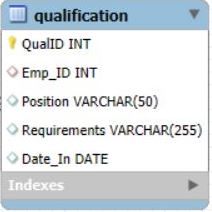 qualification
QualID INT
Emp_ID INT
Position VARCHAR(50)
Requirements VARCHAR(255)
Date_In DATE
Indexes